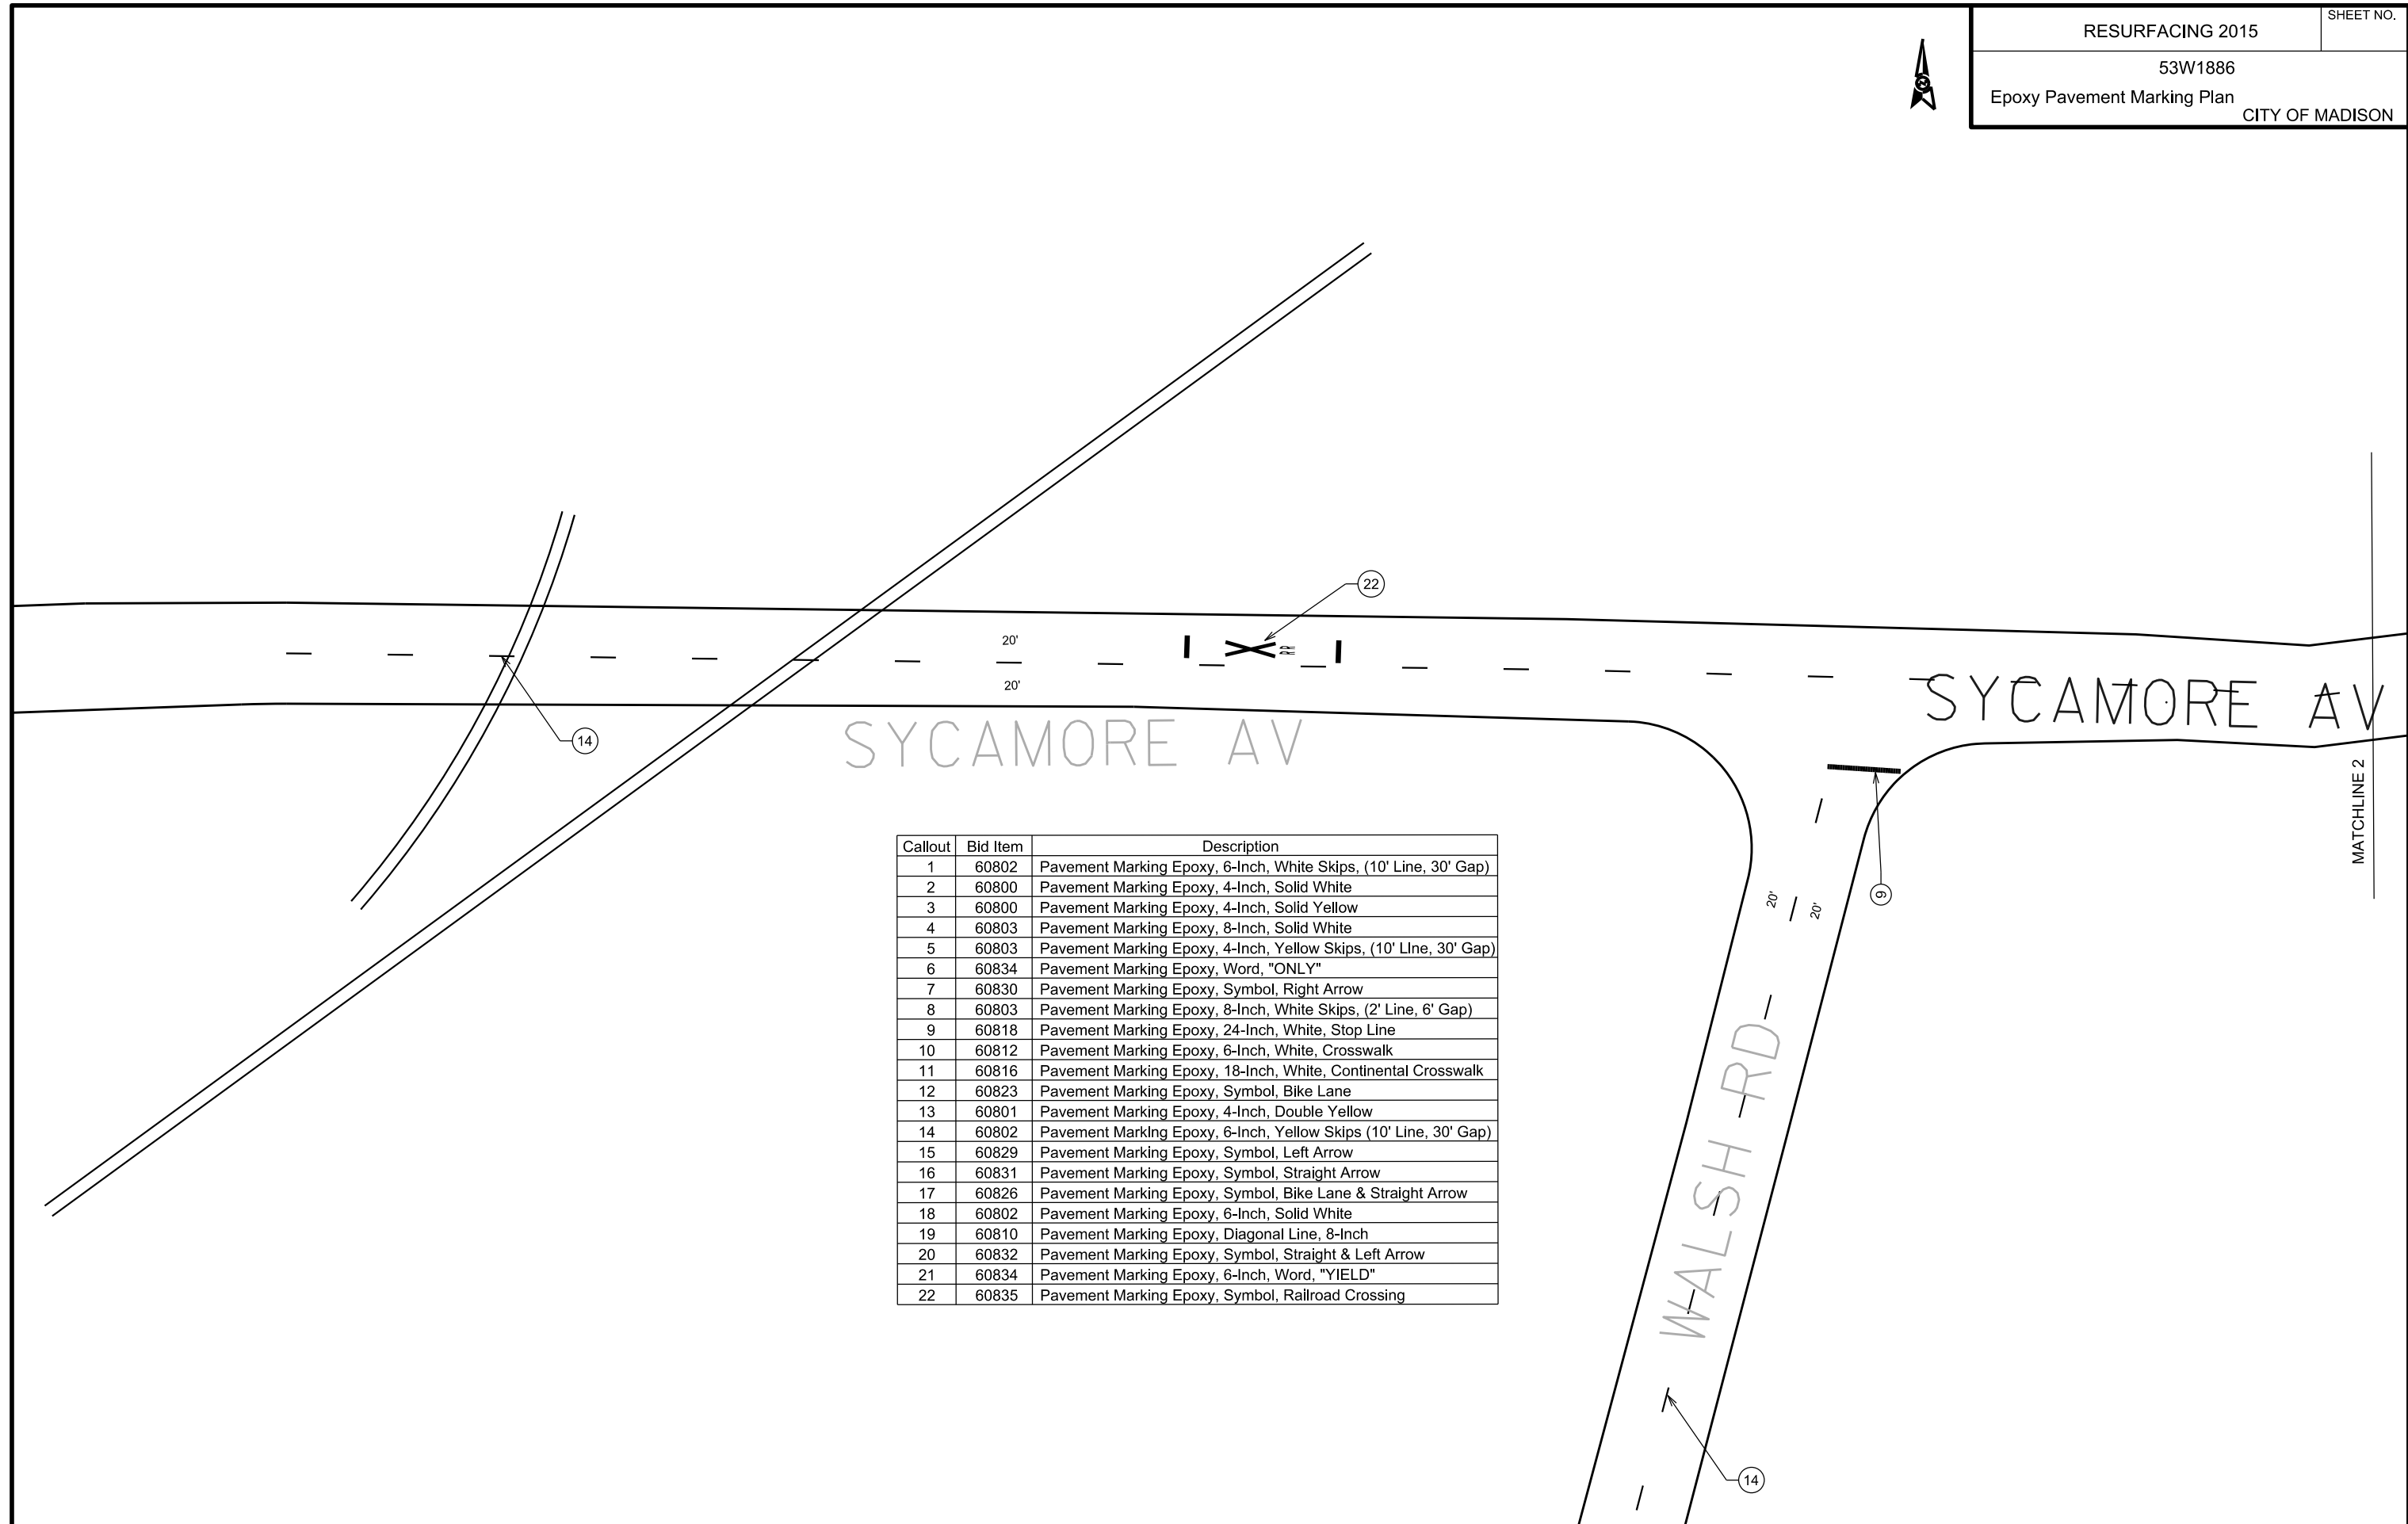 RESURFACING 2015
SHEET NO.
53W1886
Epoxy Pavement Marking Plan
CITY OF MADISON
22
20'
RR
20'
14
SYCAMORE AV
SYCAMORE AV
MATCHLINE 2
9
20'
20'
WALSH RD
14
Callout Bid Item Description
1 60802 Pavement Marking Epoxy, 6-Inch, White Skips, (10' Line, 30' Gap)
2 60800 Pavement Marking Epoxy, 4-Inch, Solid White
3 60800 Pavement Marking Epoxy, 4-Inch, Solid Yellow
4 60803 Pavement Marking Epoxy, 8-Inch, Solid White
5 60803 Pavement Marking Epoxy, 4-Inch, Yellow Skips, (10' LIne, 30' Gap)
6 60834 Pavement Marking Epoxy, Word, "ONLY"
7 60830 Pavement Marking Epoxy, Symbol, Right Arrow
8 60803 Pavement Marking Epoxy, 8-Inch, White Skips, (2' Line, 6' Gap)
9 60818 Pavement Marking Epoxy, 24-Inch, White, Stop Line
10 60812 Pavement Marking Epoxy, 6-Inch, White, Crosswalk
11 60816 Pavement Marking Epoxy, 18-Inch, White, Continental Crosswalk
12 60823 Pavement Marking Epoxy, Symbol, Bike Lane
13 60801 Pavement Marking Epoxy, 4-Inch, Double Yellow
14 60802 Pavement Marking Epoxy, 6-Inch, Yellow Skips (10' Line, 30' Gap)
15 60829 Pavement Marking Epoxy, Symbol, Left Arrow
16 60831 Pavement Marking Epoxy, Symbol, Straight Arrow
17 60826 Pavement Marking Epoxy, Symbol, Bike Lane & Straight Arrow
18 60802 Pavement Marking Epoxy, 6-Inch, Solid White
19 60810 Pavement Marking Epoxy, Diagonal Line, 8-Inch
20 60832 Pavement Marking Epoxy, Symbol, Straight & Left Arrow
21 60834 Pavement Marking Epoxy, 6-Inch, Word, "YIELD"
22 60835 Pavement Marking Epoxy, Symbol, Railroad Crossing